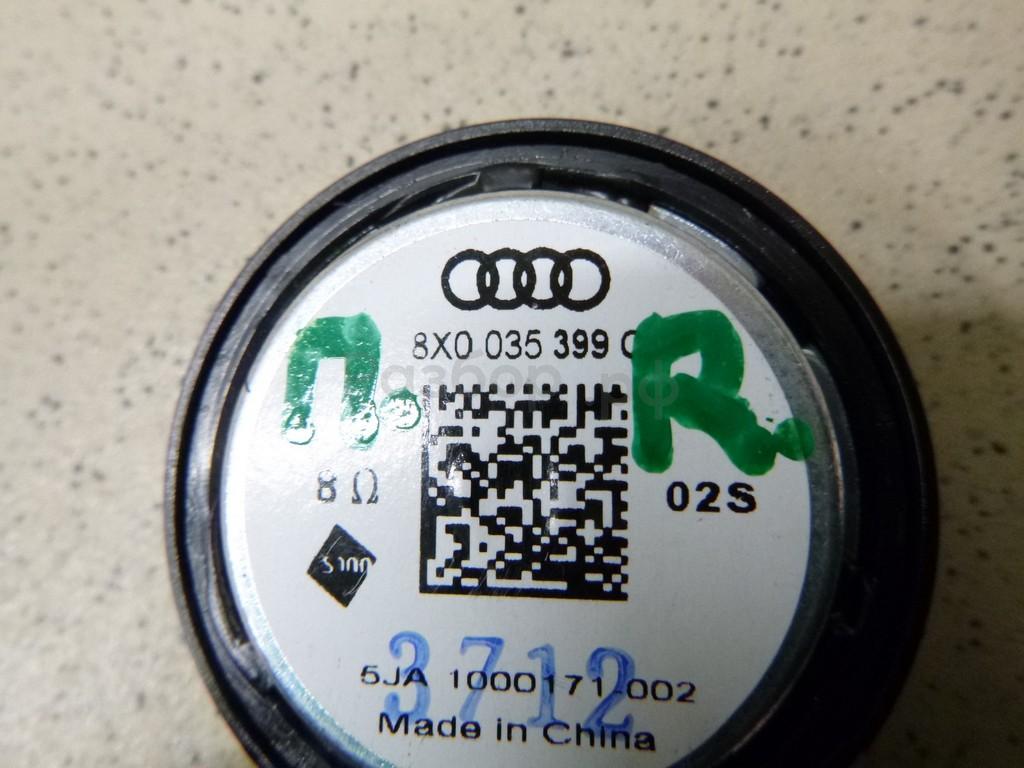 8X0 035 399
П. R.
8 Ω
02S
3712
5JA 1000171 002
Made in China